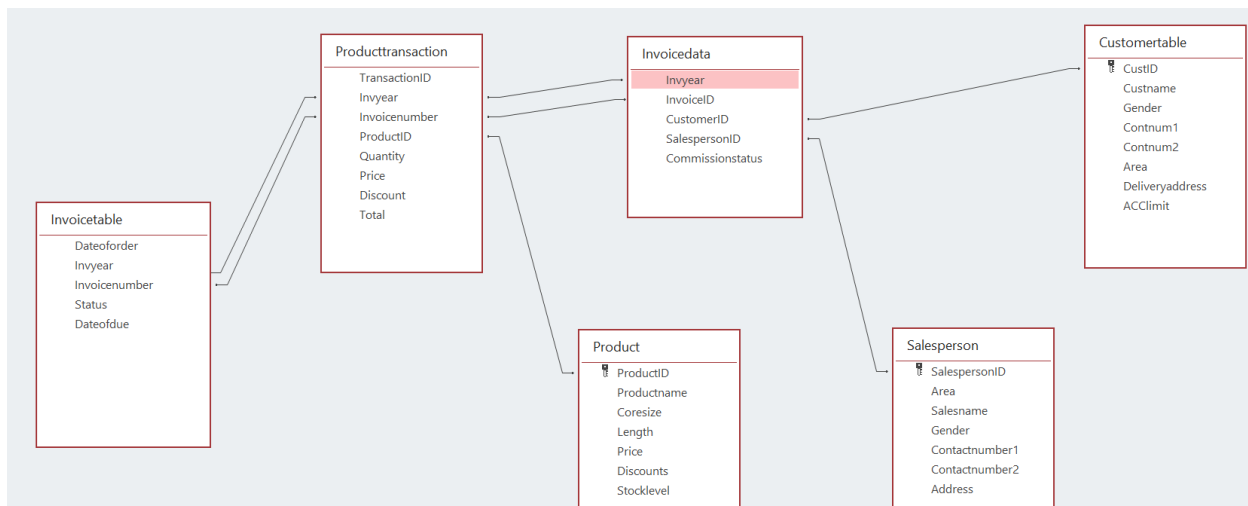 Invoicetable
Dateoforder
Invyear
Invoicenumber
Status
Dateofdue
Producttransaction
TransactionID
Invyear
Invoicenumber
ProductID
Quantity
Price
Discount
Total
Invoicedata
Invyear
InvoiceID
CustomerID
SalespersonID
Commissionstatus
Customertable
CustID
Custname
Gender
Contnum1
Contnum2
Area
Deliveryaddress
ACClimit
Product
ProductID
Productname
Coresize
Length
Price
Discounts
Stocklevel
Salesperson
SalespersonID
Area
Salesname
Gender
Contactnumber1
Contactnumber2
Address